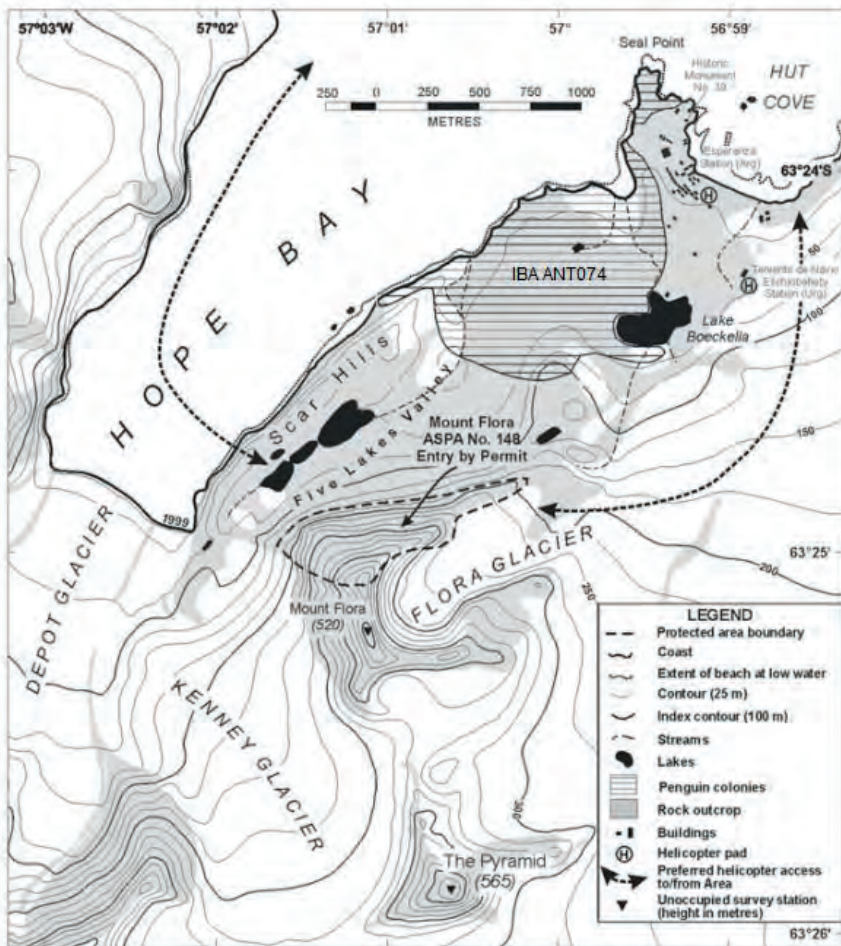 57°03'W
57°02'
57°01'
57°
56°59'
Seal Point
Historic
Monument
No. 39
HUT
COVE
250 0 250 500 750 1000
METRES
Esperanza
Station (Arg)
63°24'S
H
HOPE BAY
IBA ANT074
50
Station (Urg)
H
100
Lake
Boeckella
Scar Hills
Five Lakes Valley
Mount Flora
ASPA No. 148
Entry by Permit
150
1999
63°25'
200
250
FLORA GLACIER
DEPOT GLACIER
Mount Flora
(520)
KENNEY GLACIER
300
The Pyramid
(565)
LEGEND
Protected area boundary
Coast
Extent of beach at low water
Contour (25 m)
Index contour (100 m)
Streams
Lakes
Penguin colonies
Rock outcrop
Buildings
H Helicopter pad
Preferred helicopter access
to/from Area
Unoccupied survey station
(height in metres)
63°26'